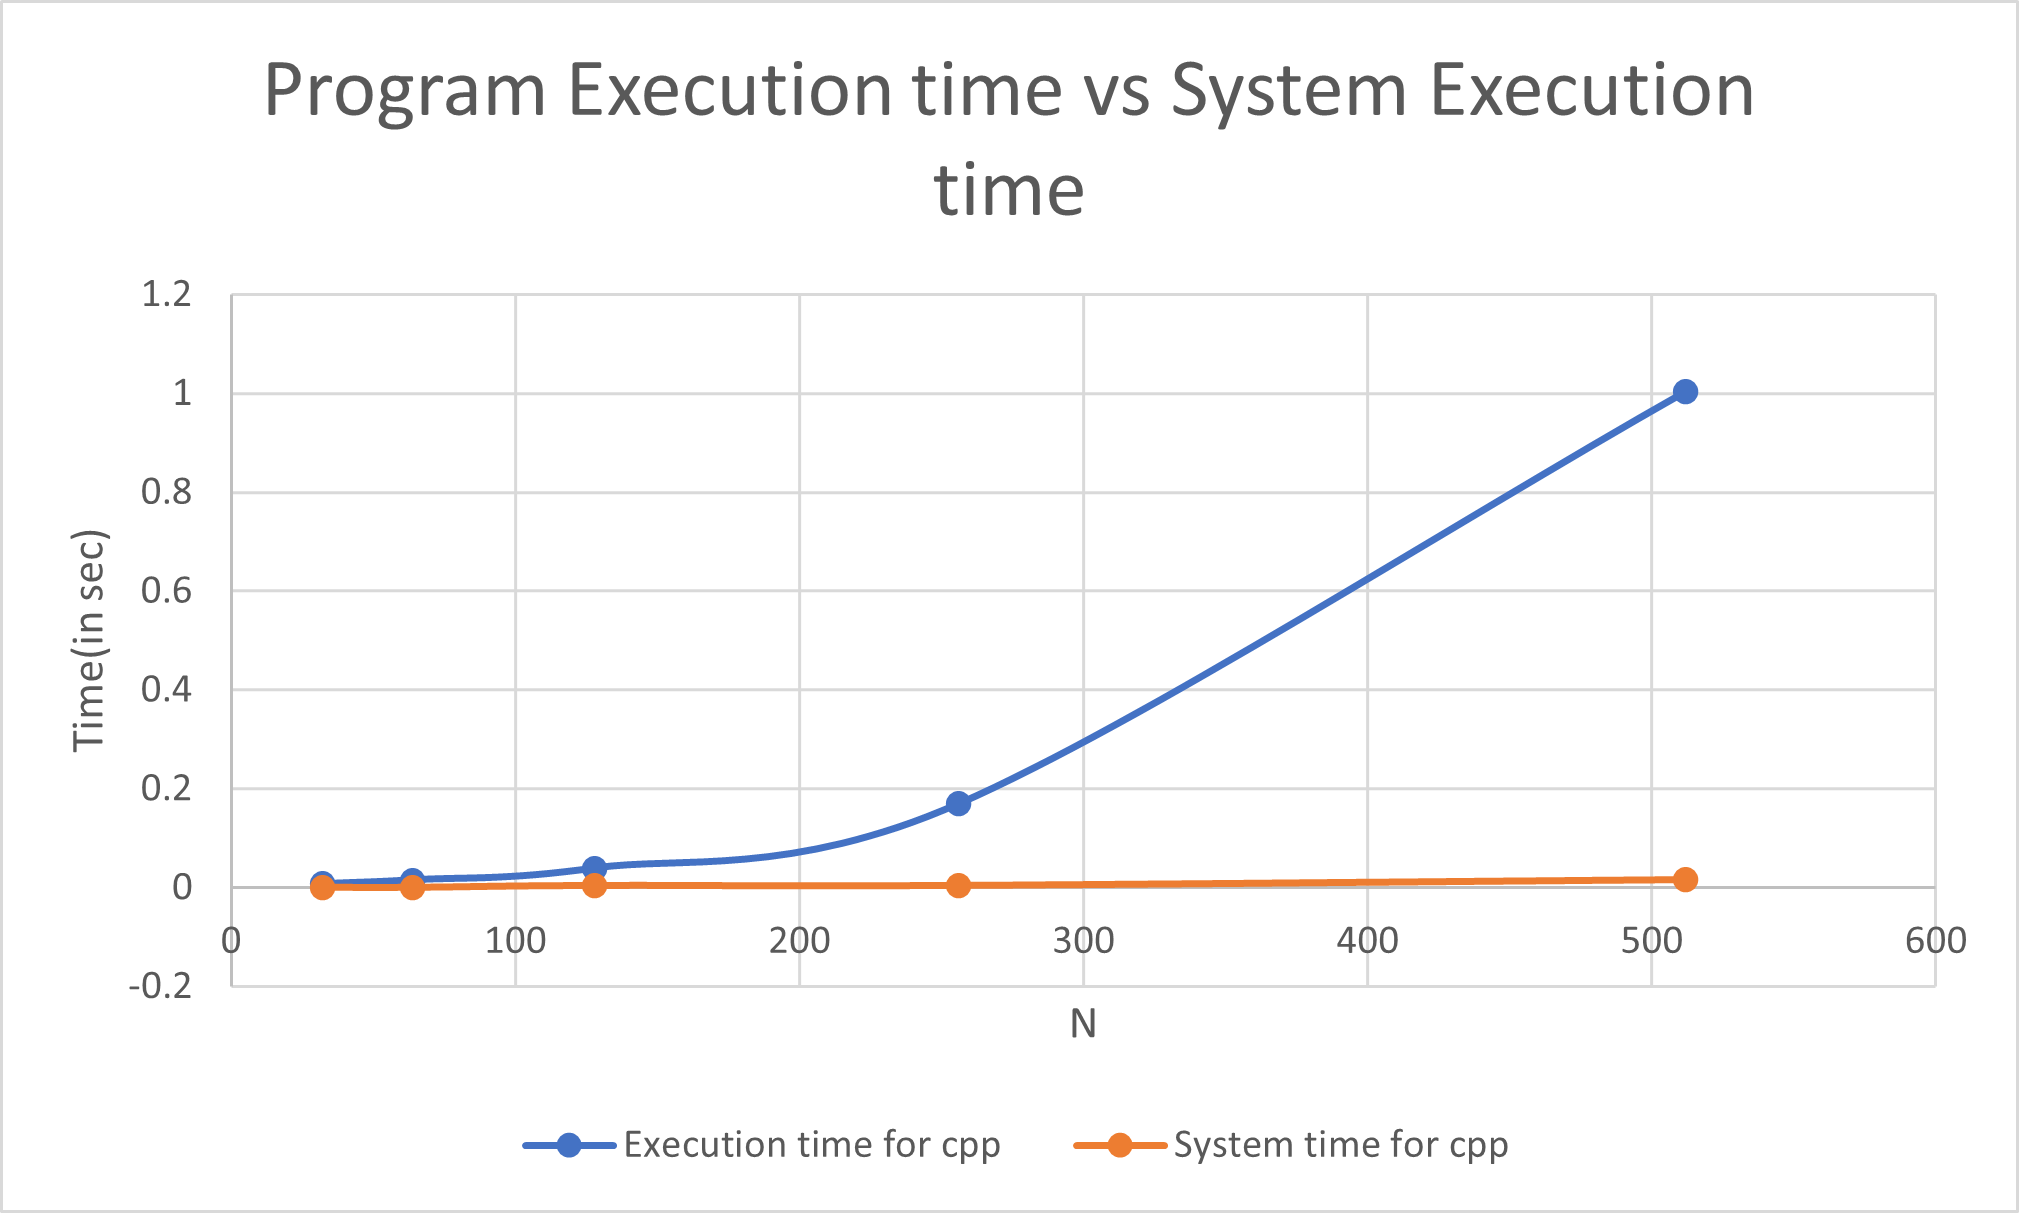 Program Execution time vs System Execution
time
1.2
1
0.8
0.6
0.4
0.2
0
-0.2
Time(in sec)
0 100 200 300 400 500 600
N
Execution time for cpp System time for cpp